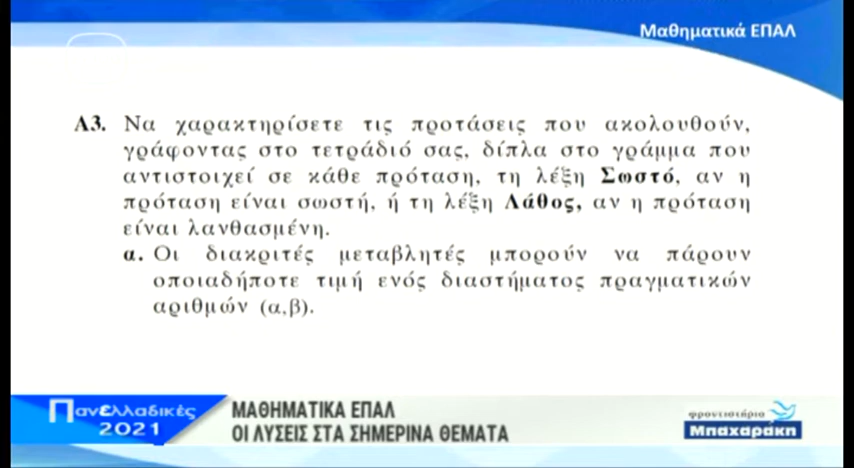 Μαθηματικά ΕΠΑΛ
Α3. Να χαρακτηρίσετε τις προτάσεις που ακολουθούν,
γράφοντας στο τετράδιό σας, δίπλα στο γράμμα που
αντιστοιχεί σε κάθε πρόταση, τη λέξη Σωστό, αν η
πρόταση είναι σωστή, ή τη λέξη Λάθος, αν η πρόταση
είναι λανθασμένη.
α. Οι διακριτές μεταβλητές μπορούν να πάρουν
οποιαδήποτε τιμή ενός διαστήματος πραγματικών
αριθμών (α,β).
Πανελλαδικές
2021
ΜΑΘΗΜΑΤΙΚΑ ΕΠΑΛ
ΟΙ ΛΥΣΕΙΣ ΣΤΑ ΣΗΜΕΡΙΝΑ ΘΕΜΑΤΑ
φροντιστήριο
Μπαχαράκη